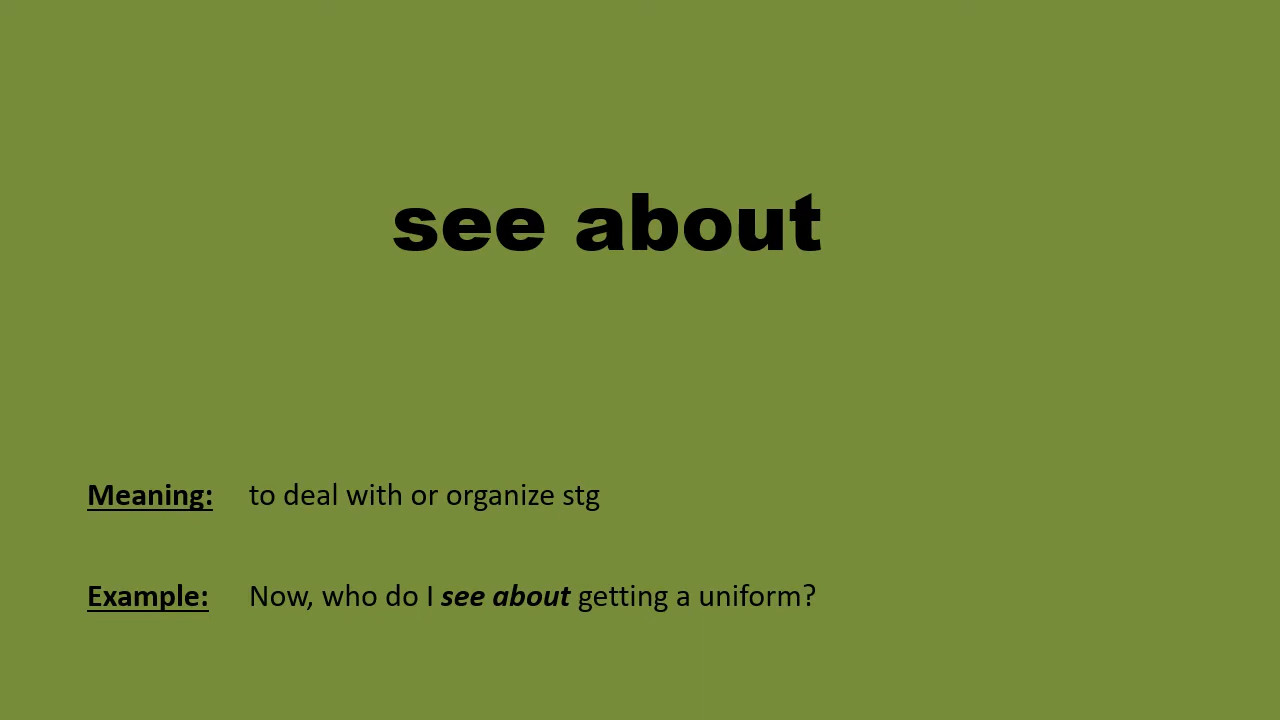 see about
Meaning: to deal with or organize stg
Example: Now, who do I see about getting a uniform?